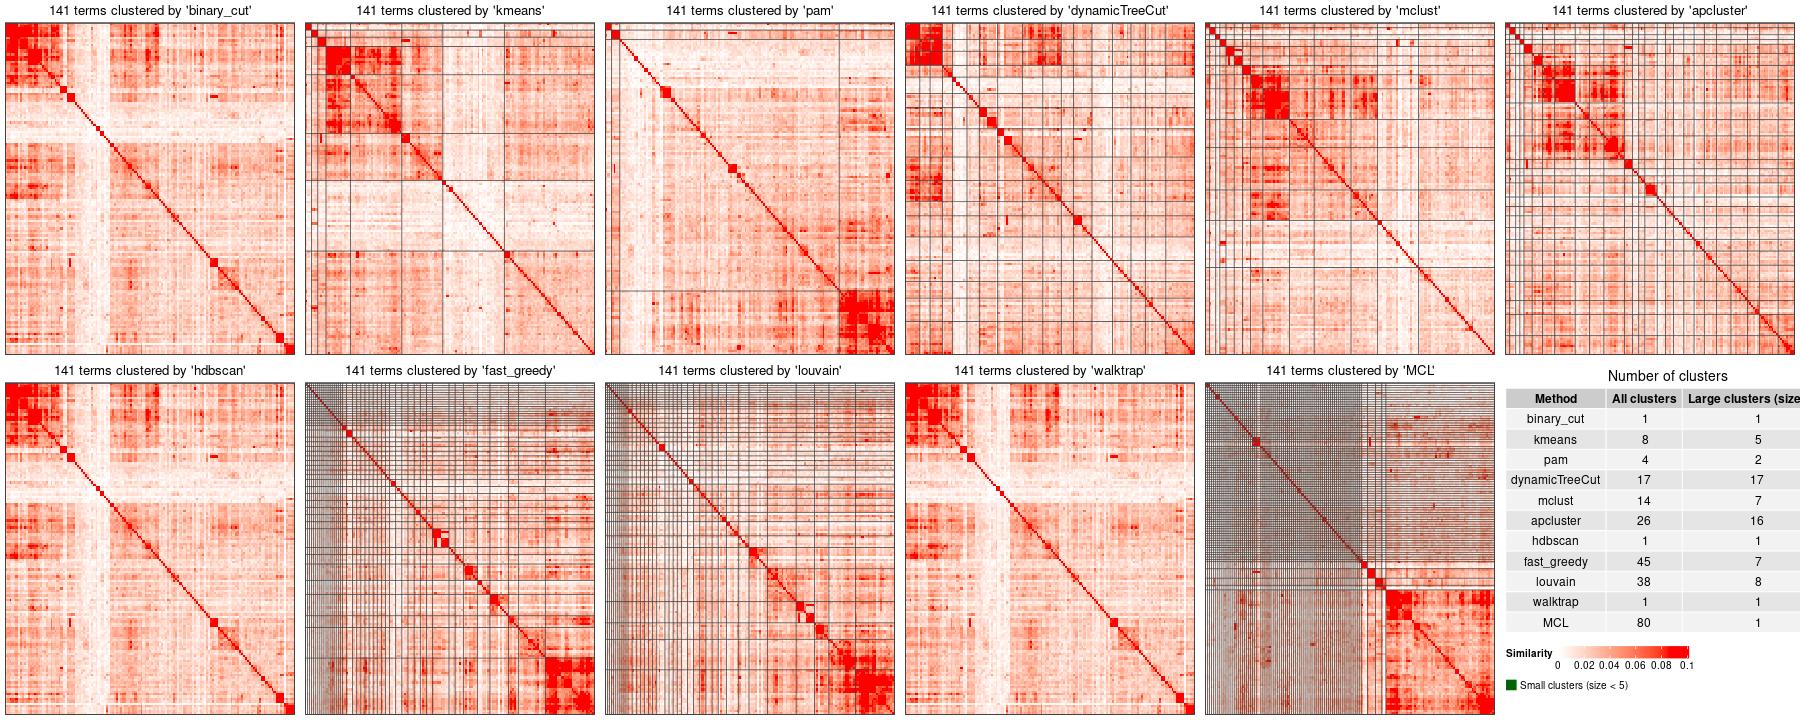 141 terms clustered by 'binary_cut'
141 terms clustered by 'kmeans'
141 terms clustered by 'pam'
141 terms clustered by 'dynamicTreeCut'
141 terms clustered by 'mclust'
141 terms clustered by 'apcluster'
141 terms clustered by 'hdbscan'
141 terms clustered by 'fast_greedy'
141 terms clustered by 'louvain'
141 terms clustered by 'walktrap'
141 terms clustered by 'MCL'
Number of clusters
Method All clusters Large clusters (size
binary_cut 1 1
kmeans 8 5
pam 4 2
dynamicTreeCut 17 17
mclust 14 7
apcluster 26 16
hdbscan 1 1
fast_greedy 45 7
louvain 38 8
walktrap 1 1
MCL 80 1
Similarity
0 0.02 0.04 0.06 0.08 0.1
Small clusters (size < 5)